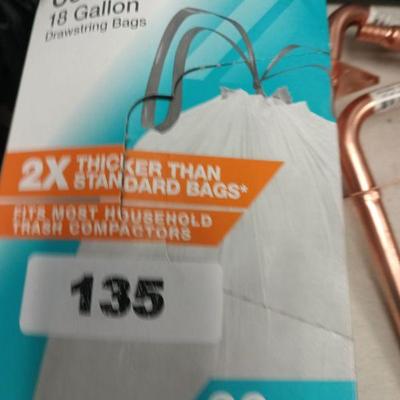 18 Gallon
Drawstring Bags
2X THICKER THAN
STANDARD BAGS*
FITS MOST HOUSEHOLD
TRASH COMPACTORS
135